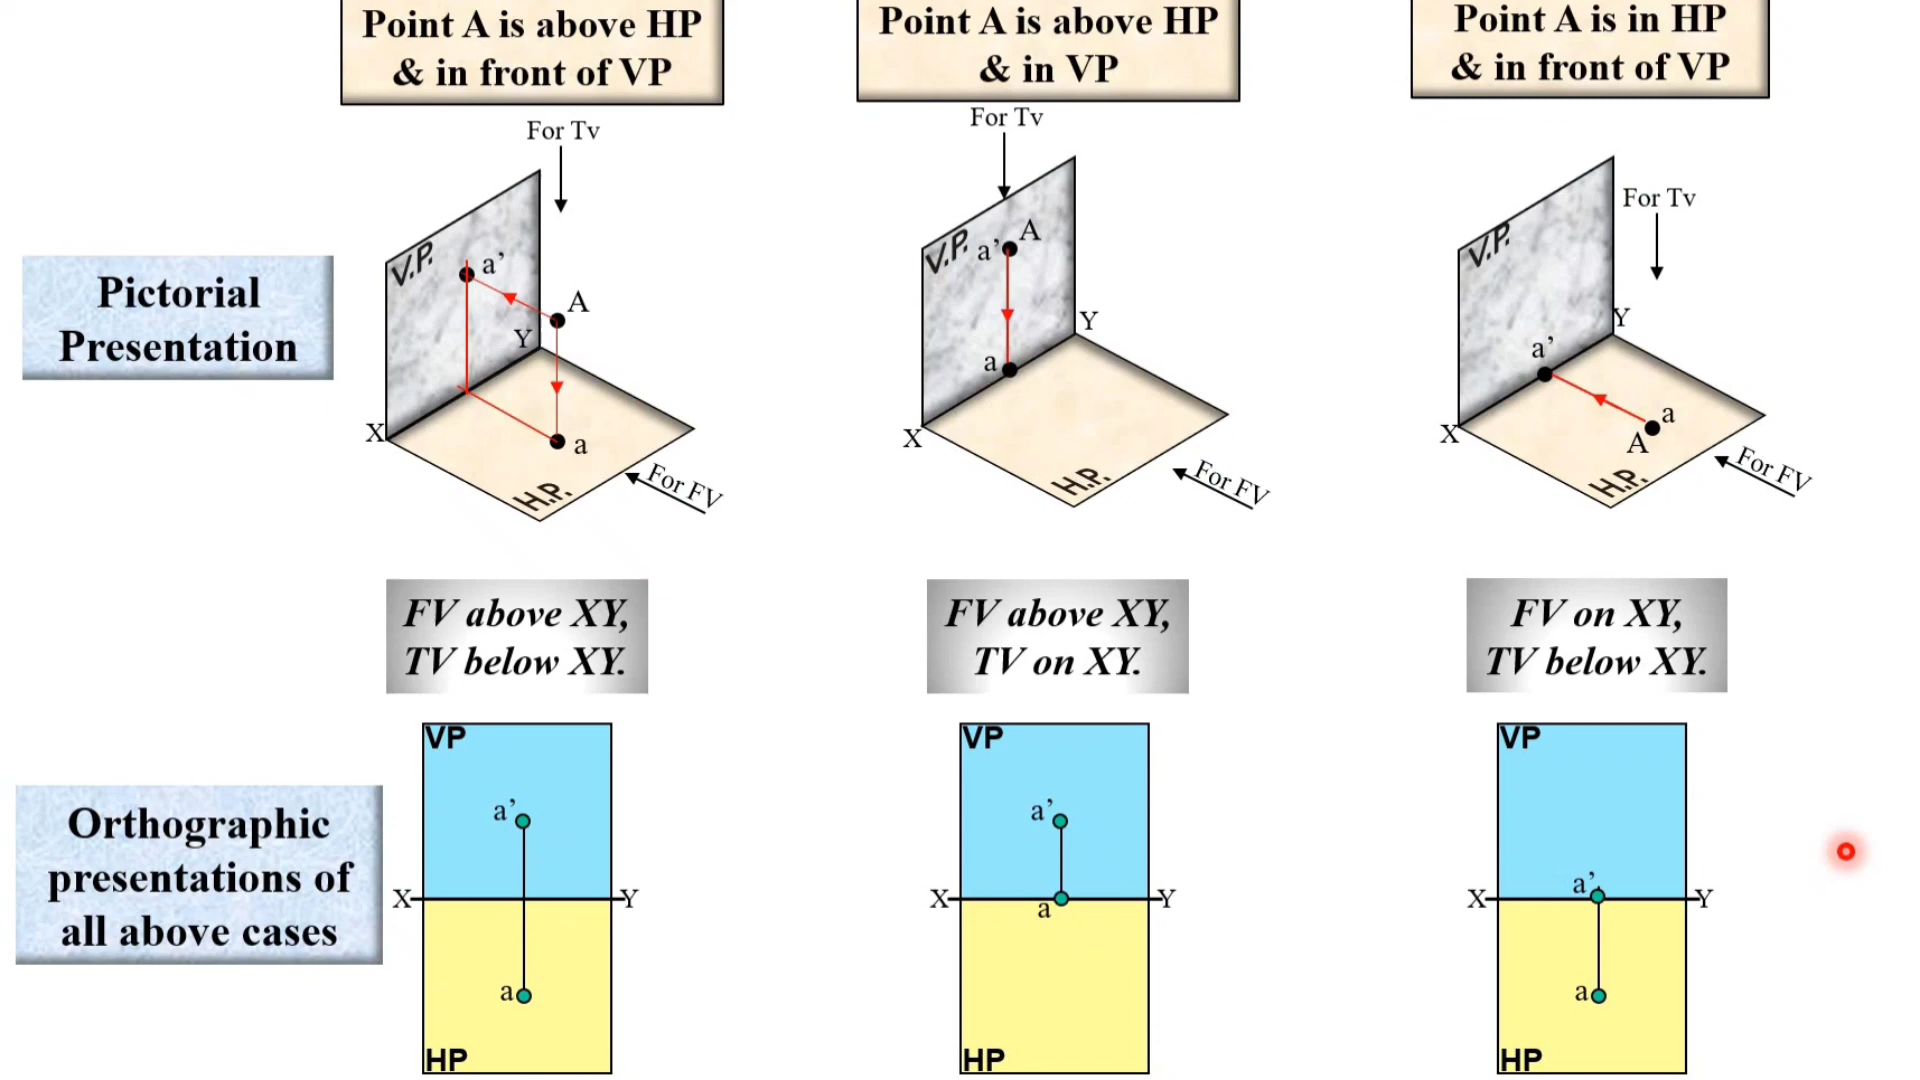 Point A is above HP
& in front of VP
Point A is above HP
& in VP
Point A is in HP
& in front of VP
Pictorial
Presentation
For Tv
V.P.
a’
A
Y
X
a
H.P.
For FV
For Tv
V.P.
a’
A
Y
a
X
H.P.
For FV
For Tv
V.P.
Y
a’
a
A
X
H.P.
For FV
FV above XY,
TV below XY.
FV above XY,
TV on XY.
FV on XY,
TV below XY.
Orthographic
presentations of
all above cases
VP
a’
X
Y
a
HP
VP
a’
X
Y
a
HP
VP
a’
X
Y
a
HP